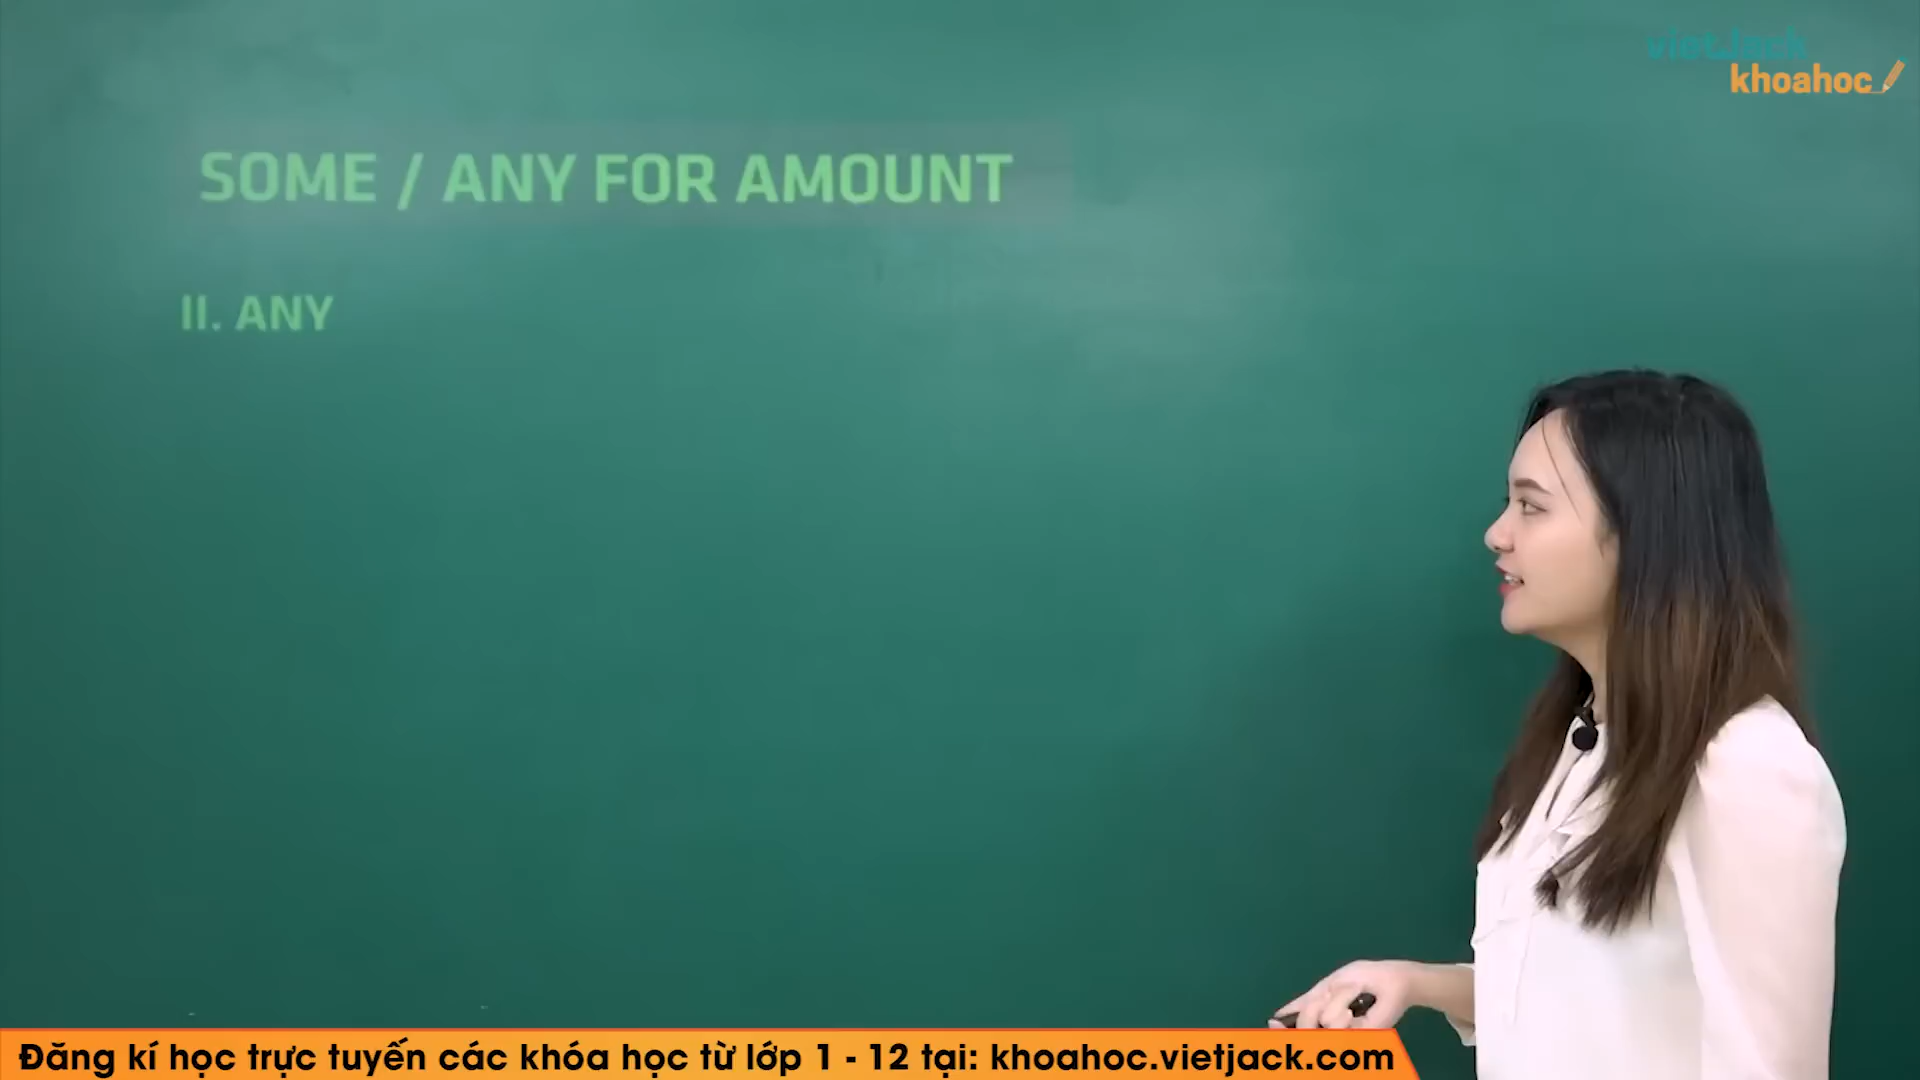 vietJack
khoahoc
SOME / ANY FOR AMOUNT
II. ANY
Đăng kí học trực tuyến các khóa học từ lớp 1 - 12 tại: khoahoc.vietjack.com